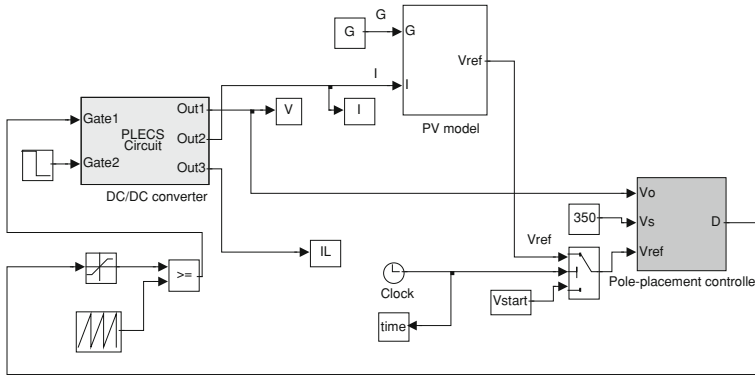 G
G
G
Vref
I
I
PV model
Gate1
Gate2
PLECS
Circuit
Out1
Out2
Out3
DC/DC converter
V
I
IL
Vo
350
Vs
D
Vref
Pole-placement controlle
Vref
>=
Clock
Vstart
time